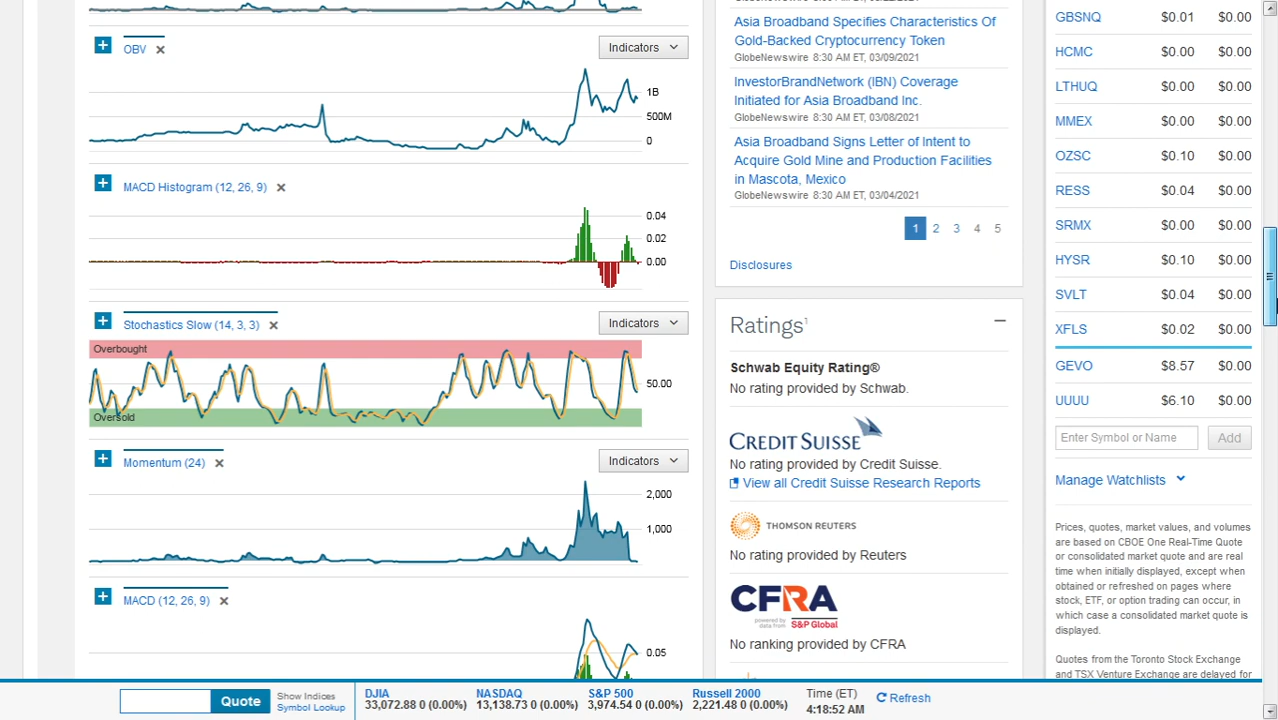 OBV
Indicators
1B
500M
0
MACD Histogram (12, 26, 9)
0.04
0.02
0.00
Stochastics Slow (14, 3, 3)
Indicators
Overbought
50.00
Oversold
Momentum (24)
Indicators
2,000
1,000
MACD (12, 26, 9)
0.05
Asia Broadband Specifies Characteristics Of
Gold-Backed Cryptocurrency Token
GlobeNewswire 8:30 AM ET, 03/09/2021
InvestorBrandNetwork (IBN) Coverage
Initiated for Asia Broadband Inc.
GlobeNewswire 8:30 AM ET, 03/08/2021
Asia Broadband Signs Letter of Intent to
Acquire Gold Mine and Production Facilities
in Mascota, Mexico
GlobeNewswire 8:30 AM ET, 03/04/2021
1 2 3 4 5
Disclosures
Ratings1
Schwab Equity Rating®
No rating provided by Schwab.
CREDIT SUISSE
No rating provided by Credit Suisse.
View all Credit Suisse Research Reports
THOMSON REUTERS
No rating provided by Reuters
CFRA
powered by
data from S&P Global
No ranking provided by CFRA
GBSNQ $0.01 $0.00
HCMC $0.00 $0.00
LTHUQ $0.00 $0.00
MMEX $0.00 $0.00
OZSC $0.10 $0.00
RESS $0.04 $0.00
SRMX $0.00 $0.00
HYSR $0.10 $0.00
SVLT $0.04 $0.00
XFLS $0.02 $0.00
GEVO $8.57 $0.00
UUUU $6.10 $0.00
Enter Symbol or Name Add
Manage Watchlists
Prices, quotes, market values, and volumes
are based on CBOE One Real-Time Quote
or consolidated market quote and are real
time when initially displayed, except when
obtained or refreshed on pages where
stock, ETF, or option trading can occur, in
which case a consolidated market quote is
displayed.
Quotes from the Toronto Stock Exchange
and TSX Venture Exchange are delayed for
Quote
Show Indices
Symbol Lookup
DJIA
33,072.88 0 (0.00%)
NASDAQ
13,138.73 0 (0.00%)
S&P 500
3,974.54 0 (0.00%)
Russell 2000
2,221.48 0 (0.00%)
Time (ET)
4:18:52 AM
Refresh